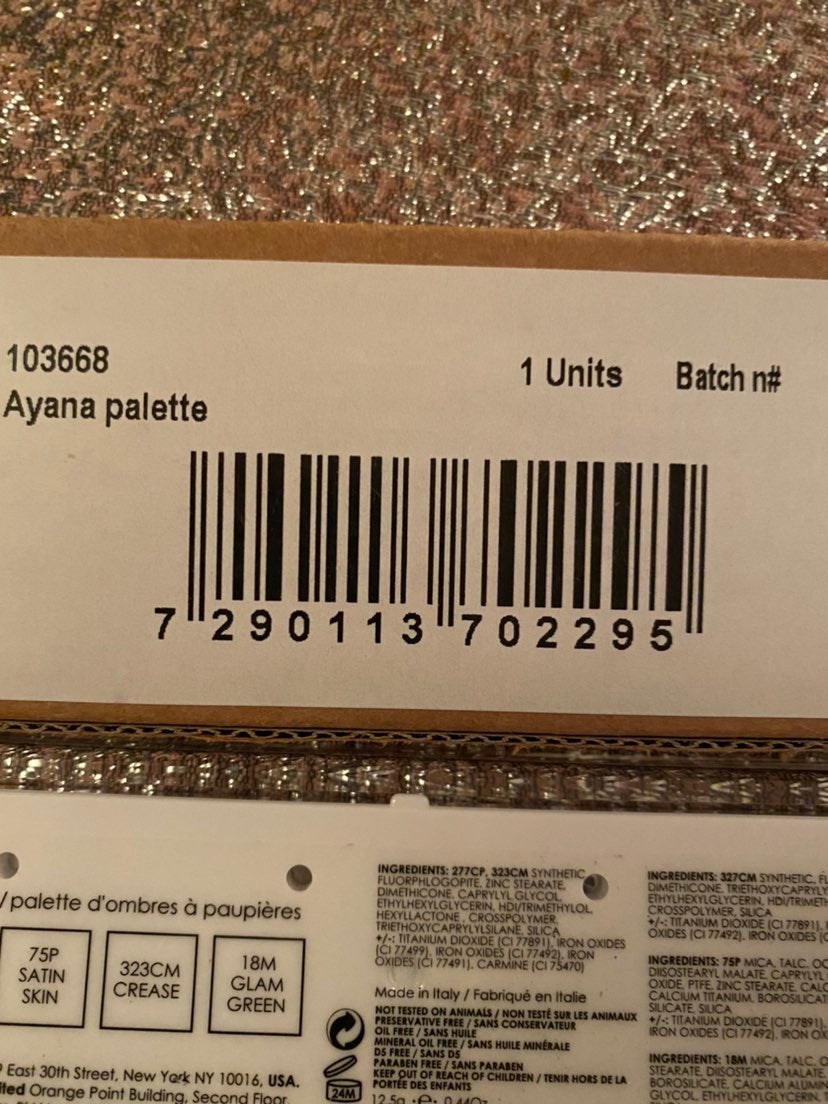 103668
Ayana palette
1 Units
Batch n#
7 290113 702295
/ palette d'ombres à paupières
75P
SATIN
SKIN
323CM
CREASE
18M
GLAM
GREEN
East 30th Street, New York NY 10016, USA.
Orange Point Building, Second Floor,
INGREDIENTS: 277CP, 323CM SYNTHETIC
FLUORPHLOGOPITE, ZINC STEARATE,
DIMETHICONE, CAPRYLYL GLYCOL,
ETHYLHEXYLGLYCERIN, HDI/TRIMETHYLOL
HEXYLLACTONE, CROSSPOLYMER,
TRIETHOXYCAPRYLYLSILANE, SILICA
+/-: TITANIUM DIOXIDE (CI 77891), IRON OXIDES
(CI 77499), IRON OXIDES (CI 77492), IRON
OXIDES (CI 77491), CARMINE (CI 75470)
Made in Italy / Fabriqué en Italie
NOT TESTED ON ANIMALS / NON TESTÉ SUR LES ANIMAUX
PRESERVATIVE FREE / SANS CONSERVATEUR
OIL FREE / SANS HUILE
MINERAL OIL FREE / SANS HUILE MINÉRALE
D5 FREE / SANS D5
PARABEN FREE / SANS PARABEN
KEEP OUT OF REACH OF CHILDREN / TENIR HORS DE LA
PORTÉE DES ENFANTS
24M
12.5g ·℮· 0.44Oz
INGREDIENTS: 327CM SYNTHETIC,
DIMETHICONE, TRIETHOXYCAPRYLY
ETHYLHEXYLGLYCERIN, HDI/TRIMETH
CROSSPOLYMER, SILICA
+/-: TITANIUM DIOXIDE (CI 77891),
OXIDES (CI 77492), IRON OXIDES
INGREDIENTS: 75P MICA, TALC,
DIISOSTEARYL MALATE, CAPRYLYL
OXIDE, PTFE, ZINC STEARATE,
CALCIUM TITANIUM, BOROSILICAT
SILICATE, SILICA
+/-: TITANIUM DIOXIDE (CI 77891),
IRON OXIDES (CI 77492), IRON OX
INGREDIENTS: 18M MICA, TALC,
STEARATE, DIISOSTEARYL MALATE,
BOROSILICATE, CALCIUM ALUMIN
GLYCOL, ETHYLHEXYLGLYCERIN,